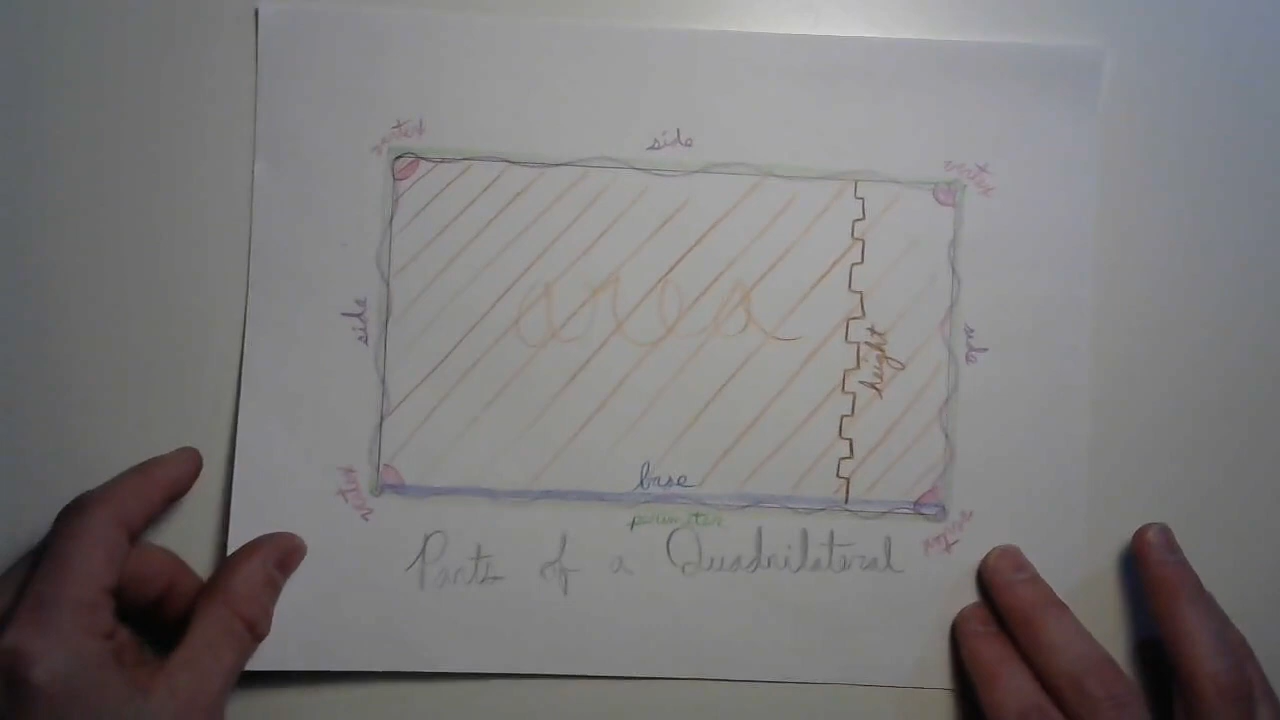 vertex
side
vertex
area
side
height
side
base
vertex
perimeter
vertex
Parts of a Quadrilateral